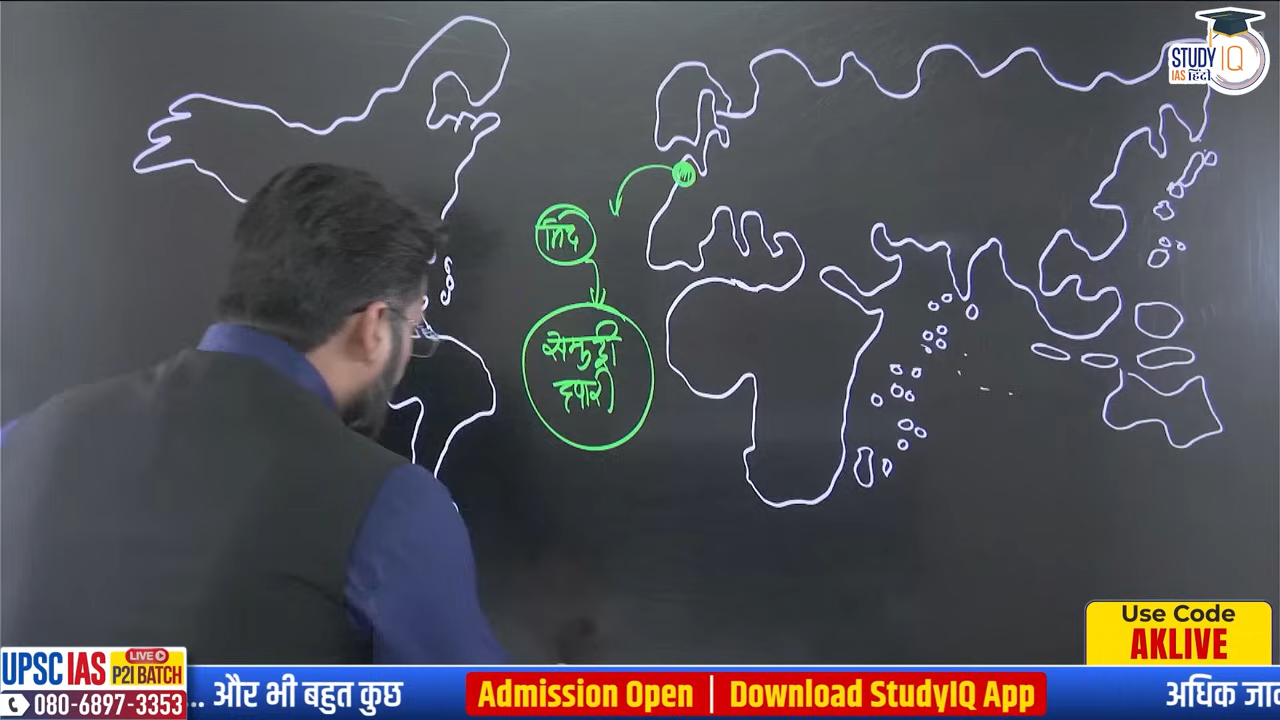 STUDY IQ
IAS हिंदी
समुद्री
Use Code
AKLIVE
UPSC IAS LIVE
P2I BATCH
080-6897-3353
... और भी बहुत कुछ
Admission Open | Download StudyIQ App